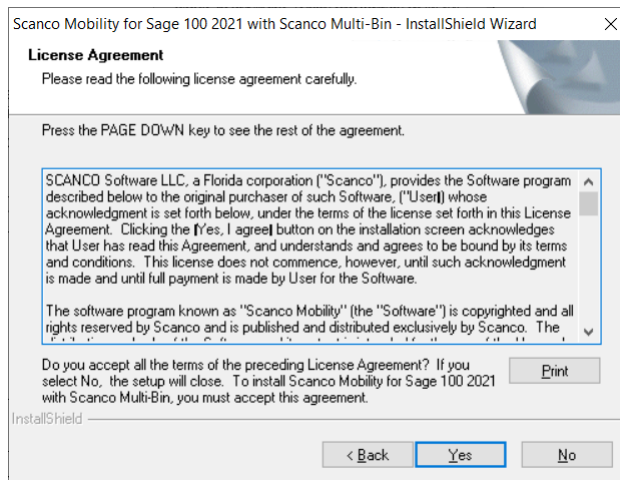 Scanco Mobility for Sage 100 2021 with Scanco Multi-Bin - InstallShield Wizard
License Agreement
Please read the following license agreement carefully.
Press the PAGE DOWN key to see the rest of the agreement.
SCANCO Software LLC, a Florida corporation ("Scanco"), provides the Software program
described below to the original purchaser of such Software, ("User") whose
acknowledgment is set forth below, under the terms of the license set forth in this License
Agreement. Clicking the "Yes, I agree" button on the installation screen acknowledges
that User has read this Agreement, and understands and agrees to be bound by its terms
and conditions. This license does not commence, however, until such acknowledgment
is made and until full payment is made by User for the Software.
The software program known as "Scanco Mobility" (the "Software") is copyrighted and all
rights reserved by Scanco and is published and distributed exclusively by Scanco. The
Do you accept all the terms of the preceding License Agreement? If you
select No, the setup will close. To install Scanco Mobility for Sage 100 2021
with Scanco Multi-Bin, you must accept this agreement.
Print
InstallShield
< Back
Yes
No